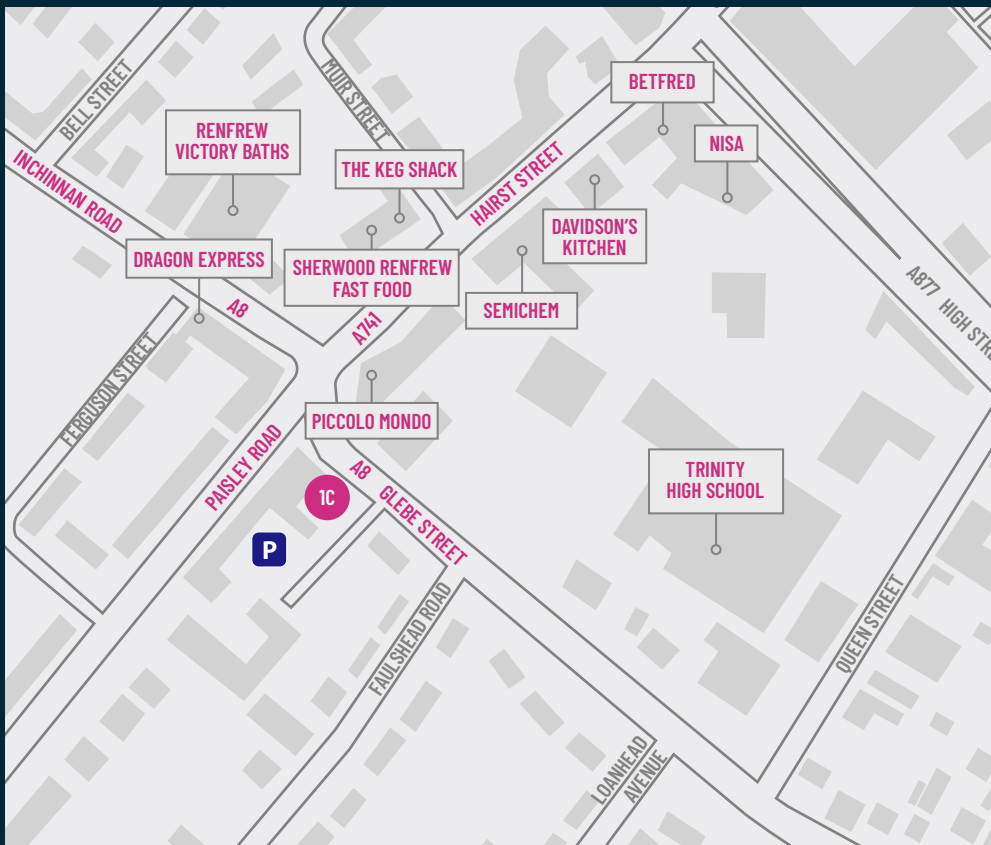 BETFRED
BELL STREET
MUIR STREET
RENFREW
VICTORY BATHS
NISA
THE KEG SHACK
INCHINNAN ROAD
HAIRST STREET
DAVIDSON'S
KITCHEN
DRAGON EXPRESS
SHERWOOD RENFREW
FAST FOOD
A877 HIGH STRE
A8
SEMICHEM
A741
FERGUSON STREET
PICCOLO MONDO
PAISLEY ROAD
A8 GLEBE STREET
TRINITY
HIGH SCHOOL
1C
P
FAULSHEAD ROAD
QUEEN STREET
LOANHEAD
AVENUE